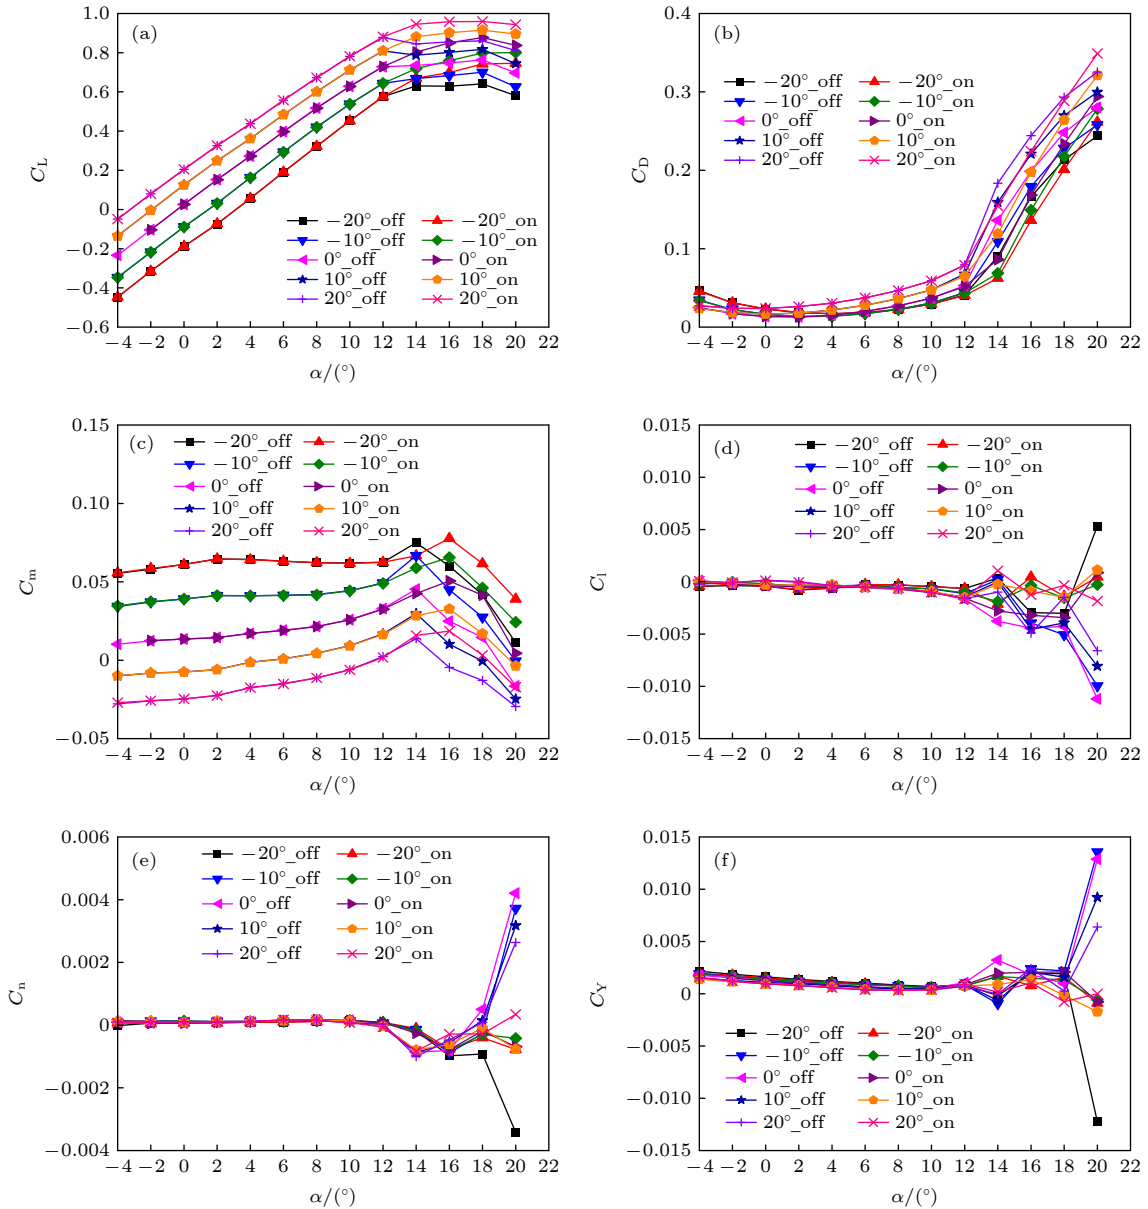 (a)
1.0
0.8
0.6
0.4
0.2
0
−0.2
−0.4
−0.6
C_L
−20°_off −20°_on
−10°_off −10°_on
0°_off 0°_on
10°_off 10°_on
20°_off 20°_on
−4 −2 0 2 4 6 8 10 12 14 16 18 20 22
α/(°)
(b)
0.4
0.3
0.2
0.1
0
C_D
−20°_off −20°_on
−10°_off −10°_on
0°_off 0°_on
10°_off 10°_on
20°_off 20°_on
−4 −2 0 2 4 6 8 10 12 14 16 18 20 22
α/(°)
(c)
0.15
0.10
0.05
0
−0.05
C_m
−20°_off −20°_on
−10°_off −10°_on
0°_off 0°_on
10°_off 10°_on
20°_off 20°_on
−4 −2 0 2 4 6 8 10 12 14 16 18 20 22
α/(°)
(d)
0.015
0.010
0.005
0
−0.005
−0.010
−0.015
C_l
−20°_off −20°_on
−10°_off −10°_on
0°_off 0°_on
10°_off 10°_on
20°_off 20°_on
−4 −2 0 2 4 6 8 10 12 14 16 18 20 22
α/(°)
(e)
0.006
0.004
0.002
0
−0.002
−0.004
C_n
−20°_off −20°_on
−10°_off −10°_on
0°_off 0°_on
10°_off 10°_on
20°_off 20°_on
−4 −2 0 2 4 6 8 10 12 14 16 18 20 22
α/(°)
(f)
0.015
0.010
0.005
0
−0.005
−0.010
−0.015
C_Y
−20°_off −20°_on
−10°_off −10°_on
0°_off 0°_on
10°_off 10°_on
20°_off 20°_on
−4 −2 0 2 4 6 8 10 12 14 16 18 20 22
α/(°)